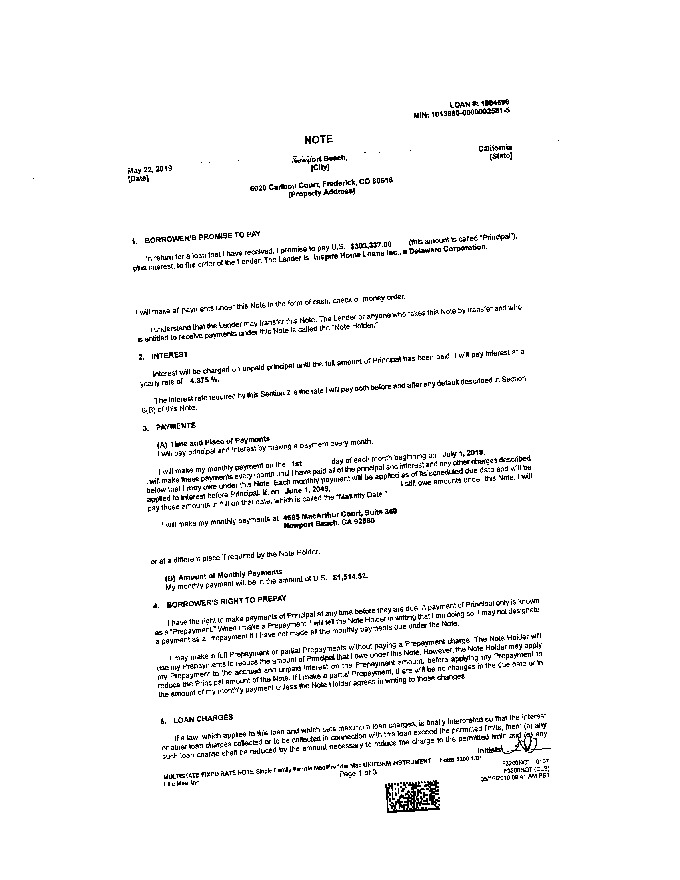 LOAN #:
MIN:
NOTE
May 22, 2019
[Date]
Newport Beach,
[City]
California
[State]
6020 Carlson Court, Frederick, CO
[Property Address]
1. BORROWER'S PROMISE TO PAY
In return for a loan that I have received, I promise to pay U.S. (this amount is called "Principal"),
plus interest, to the order of the Lender. The Lender is Inspire Home Loans Inc., a Delaware Corporation.
I will make all payments under this Note in the form of cash, check or money order.
I understand that the Lender may transfer this Note. The Lender or anyone who takes this Note by transfer and who
is entitled to receive payments under this Note is called the "Note Holder."
2. INTEREST
Interest will be charged on unpaid principal until the full amount of Principal has been paid. I will pay interest at a
yearly rate of 4.375 %.
The interest rate required by this Section 2 is the rate I will pay both before and after any default described in Section
6(B) of this Note.
3. PAYMENTS
(A) Time and Place of Payments
I will pay principal and interest by making a payment every month.
I will make my monthly payment on the 1st day of each month beginning on July 1, 2019.
I will make these payments every month until I have paid all of the principal and interest and any other charges described
below that I may owe under this Note. Each monthly payment will be applied as of its scheduled due date and will be
applied to interest before Principal. If, on June 1, 2049, I still owe amounts under this Note, I will
pay those amounts in full on that date, which is called the "Maturity Date."
I will make my monthly payments at MacArthur Court, Suite
Newport Beach, CA 92660
or at a different place if required by the Note Holder.
(B) Amount of Monthly Payments
My monthly payment will be in the amount of U.S. $1,514.52.
4. BORROWER'S RIGHT TO PREPAY
I have the right to make payments of Principal at any time before they are due. A payment of Principal only is known
as a "Prepayment." When I make a Prepayment, I will tell the Note Holder in writing that I am doing so. I may not designate
a payment as a Prepayment if I have not made all the monthly payments due under the Note.
I may make a full Prepayment or partial Prepayments without paying a Prepayment charge. The Note Holder will
use my Prepayments to reduce the amount of Principal that I owe under this Note. However, the Note Holder may apply
my Prepayment to the accrued and unpaid interest on the Prepayment amount, before applying my Prepayment to
reduce the Principal amount of the Note. If I make a partial Prepayment, there will be no changes in the due date or in
the amount of my monthly payment unless the Note Holder agrees in writing to those changes.
5. LOAN CHARGES
If a law, which applies to this loan and which sets maximum loan charges, is finally interpreted so that the interest
or other loan charges collected or to be collected in connection with this loan exceed the permitted limits, then: (a) any
such loan charge shall be reduced by the amount necessary to reduce the charge to the permitted limit; and (b) any
Initials:
MULTISTATE FIXED RATE NOTE Single Family Fannie Mae/Freddie Mac UNIFORM INSTRUMENT Form 3200 1/01
Ellie Mae, Inc.
Page 1 of 3